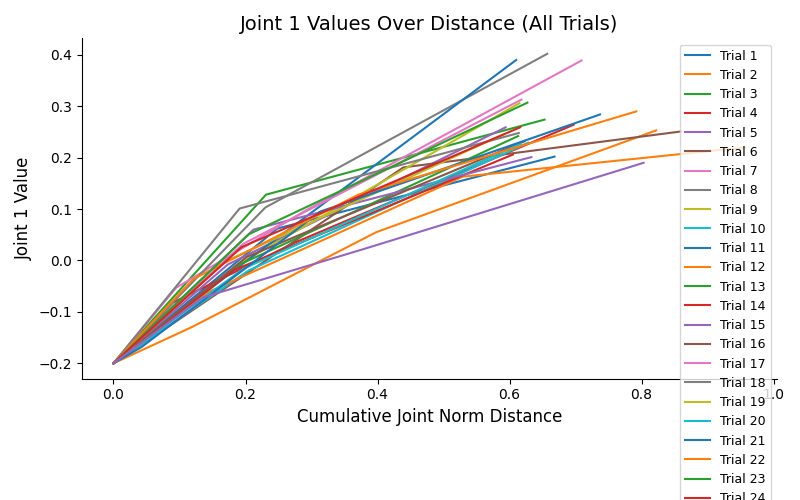 Joint 1 Values Over Distance (All Trials)
Joint 1 Value
0.4
0.3
0.2
0.1
0.0
−0.1
−0.2
0.0
0.2
0.4
0.6
0.8
1.0
Cumulative Joint Norm Distance
Trial 1
Trial 2
Trial 3
Trial 4
Trial 5
Trial 6
Trial 7
Trial 8
Trial 9
Trial 10
Trial 11
Trial 12
Trial 13
Trial 14
Trial 15
Trial 16
Trial 17
Trial 18
Trial 19
Trial 20
Trial 21
Trial 22
Trial 23
Trial 24